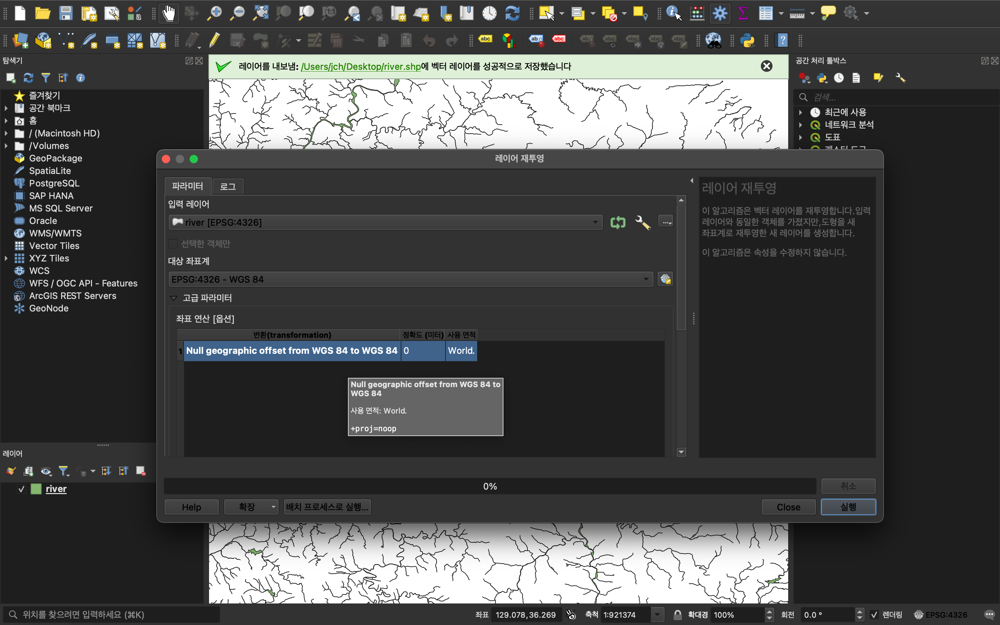 1:1
a
abc
ab
abc
ab
abc
abc
abc
abc
?
탐색기
즐겨찾기
공간 북마크
홈
/ (Macintosh HD)
/Volumes
GeoPackage
SpatiaLite
PostgreSQL
SAP HANA
MS SQL Server
Oracle
WMS/WMTS
Vector Tiles
XYZ Tiles
WCS
WFS / OGC API - Features
ArcGIS REST Servers
GeoNode
레이어를 내보냄: /Users/jch/Desktop/river.shp에 벡터 레이어를 성공적으로 저장했습니다
공간 처리 툴박스
검색...
최근에 사용
네트워크 분석
도표
레이어 재투영
파라미터
로그
입력 레이어
river [EPSG:4326]
...
선택한 객체만
대상 좌표계
EPSG:4326 - WGS 84
고급 파라미터
좌표 연산 [옵션]
변환(transformation) 정확도 (미터) 사용 면적
1 Null geographic offset from WGS 84 to WGS 84 0 World.
Null geographic offset from WGS 84 to
WGS 84
사용 면적: World.
+proj=noop
레이어 재투영
이 알고리즘은 벡터 레이어를 재투영합니다.입력
레이어와 동일한 객체를 가졌지만,도형을 새
좌표계로 재투영한 새 레이어를 생성합니다.
이 알고리즘은 속성을 수정하지 않습니다.
0%
취소
Help
확장
배치 프로세스로 실행...
Close
실행
레이어
river
위치를 찾으려면 입력하세요 (⌘K)
좌표 129.078,36.269
축척 1:921374
확대경 100%
회전 0.0 °
렌더링
EPSG:4326